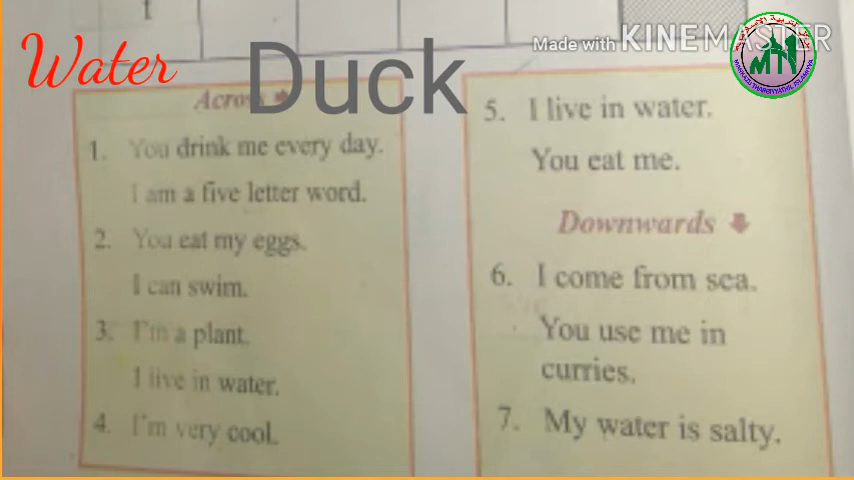 Water
Duck
Made with KINEMASTER
Across
1. You drink me every day.
I am a five letter word.
2. You eat my eggs.
I can swim.
3. I'm a plant.
I live in water.
4. I'm very cool.
5. I live in water.
You eat me.
Downwards
6. I come from sea.
You use me in
curries.
7. My water is salty.